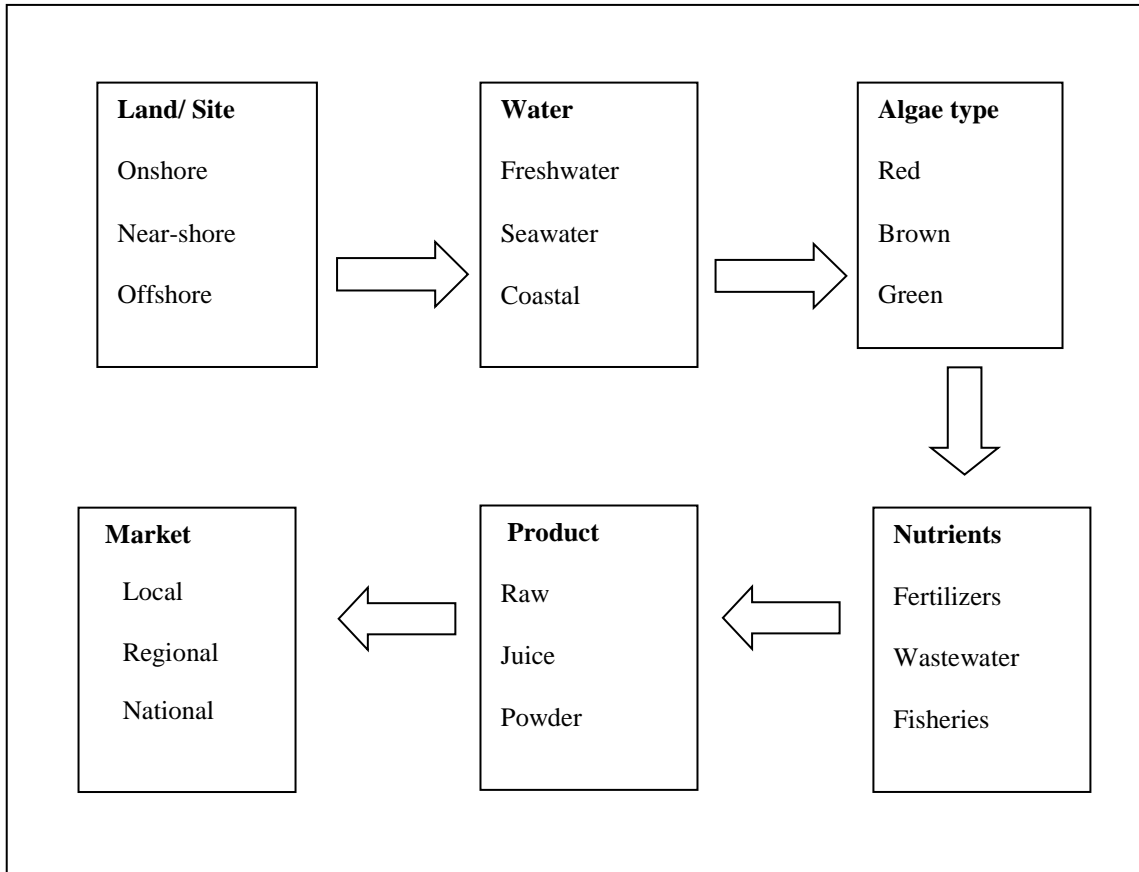 Land/ Site
Onshore
Near-shore
Offshore
Water
Freshwater
Seawater
Coastal
Algae type
Red
Brown
Green
Nutrients
Fertilizers
Wastewater
Fisheries
Product
Raw
Juice
Powder
Market
Local
Regional
National